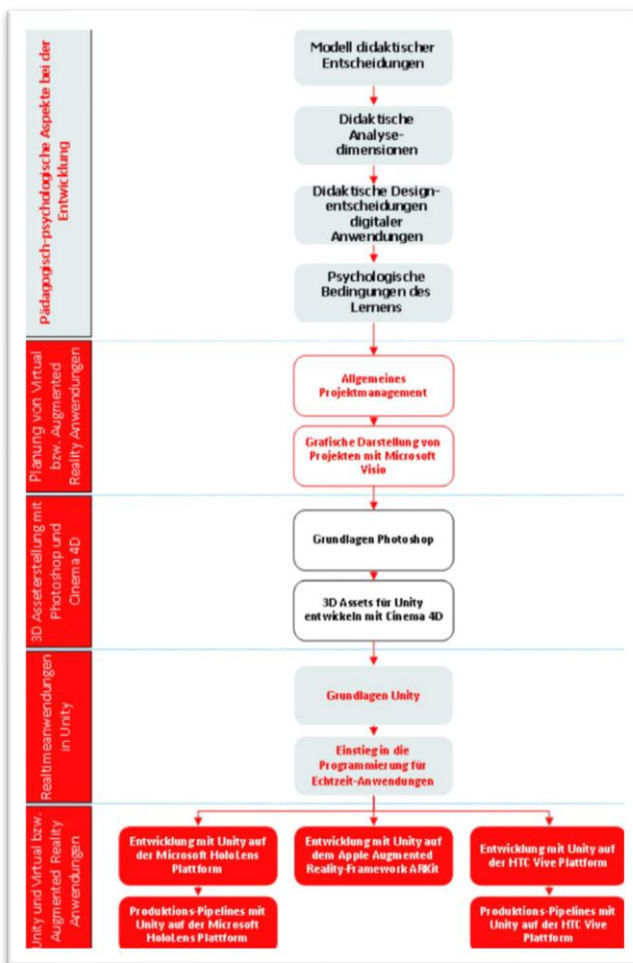 Pädagogisch-psychologische Aspekte bei der
Entwicklung
Modell didaktischer
Entscheidungen
Didaktische
Analyse-
dimensionen
Didaktische Design-
entscheidungen
digitaler
Anwendungen
Psychologische
Bedingungen des
Lernens
Planung von Virtual
bzw. Augmented
Reality Anwendungen
Allgemeines
Projektmanagement
Grafische Darstellung von
Projekten mit Microsoft
Visio
3D Asseterstellung mit
Photoshop und
Cinema 4D
Grundlagen Photoshop
3D Assets für Unity
entwickeln mit Cinema 4D
Realtimeanwendungen
in Unity
Grundlagen Unity
Einstieg in die
Programmierung für
Echtzeit-Anwendungen
Unity und Virtual bzw.
Augmented Reality
Anwendungen
Entwicklung mit Unity auf
der Microsoft HoloLens
Plattform
Entwicklung mit Unity auf
dem Apple Augmented
Reality-Framework ARKit
Entwicklung mit Unity auf
der HTC Vive Plattform
Produktions-Pipelines mit
Unity auf der Microsoft
HoloLens Plattform
Produktions-Pipelines mit
Unity auf der HTC Vive
Plattform